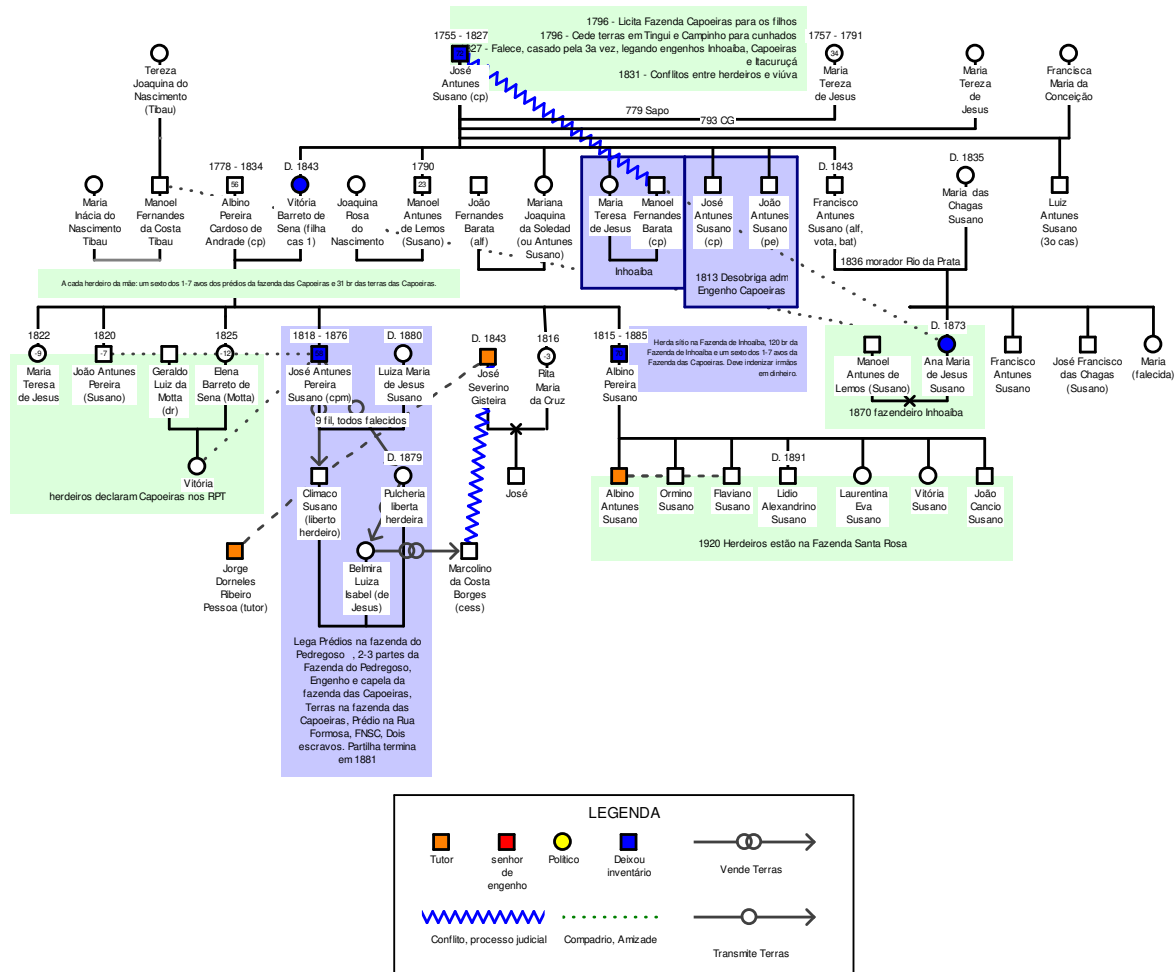 1796 - Licita Fazenda Capoeiras para os filhos
1796 - Cede terras em Tingui e Campinho para cunhados
27 - Falece, casado pela 3a vez, legando engenhos Inhoaíba, Capoeiras
e Itacuruçá
1831 - Conflitos entre herdeiros e viúva
Tereza
Joaquina do
Nascimento
(Tibau)
1755 - 1827
José
Antunes
Susano (cp)
1757 - 1791
34
Maria
Tereza
de Jesus
Maria
Tereza
de
Jesus
Francisca
Maria da
Conceição
779 Sapo
793 CG
Maria
Inácia do
Nascimento
Tibau
Manoel
Fernandes
da Costa
Tibau
1778 - 1834
56
Albino
Pereira
Cardoso de
Andrade (cp)
D. 1843
Vitória
Barreto de
Sena (filha
cas 1)
Joaquina
Rosa
do
Nascimento
1790
23
Manoel
Antunes
de Lemos
(Susano)
João
Fernandes
Barata
(alf)
Mariana
Joaquina
da Soledad
(ou Antunes
Susano)
Maria
Teresa
de Jesus
Manoel
Fernandes
Barata
(cp)
Inhoaíba
José
Antunes
Susano
(cp)
João
Antunes
Susano
(pe)
1813 Desobriga adm
Engenho Capoeiras
D. 1843
Francisco
Antunes
Susano (alf,
vota, bat)
D. 1835
Maria das
Chagas
Susano
1836 morador Rio da Prata
Luiz
Antunes
Susano
(3o cas)
A cada herdeiro da mãe: um sexto dos 1-7 avos dos prédios da fazenda das Capoeiras e 31 br das terras das Capoeiras.
1822
-9
Maria
Teresa
de Jesus
1820
-7
João Antunes
Pereira
(Susano)
Geraldo
Luiz da
Motta
(dr)
1825
-12
Elena
Barreto de
Sena (Motta)
Vitória
herdeiros declaram Capoeiras nos RPT
1818 - 1876
José Antunes
Pereira
Susano (cpm)
D. 1880
Luiza Maria
de Jesus
Susano
9 fil, todos falecidos
D. 1843
José
Severino
Gisteira
1816
-3
Rita
Maria
da Cruz
José
1815 - 1885
Albino
Pereira
Susano
Herda sítio na Fazenda de Inhoaíba, 120 br da
Fazenda de Inhoaíba e um sexto dos 1-7 avos da
Fazenda das Capoeiras. Deve indenizar irmãos
em dinheiro.
Manoel
Antunes de
Lemos (Susano)
D. 1873
Ana Maria
de Jesus
Susano
1870 fazendeiro Inhoaíba
Francisco
Antunes
Susano
José Francisco
das Chagas
(Susano)
Maria
(falecida)
Climaco
Susano
(liberto
herdeiro)
D. 1879
Pulcheria
liberta
herdeira
Jorge
Dorneles
Ribeiro
Pessoa (tutor)
Belmira
Luiza
Isabel (de
Jesus)
Marcolino
da Costa
Borges
(cess)
Albino
Antunes
Susano
Ormino
Susano
Flaviano
Susano
D. 1891
Lidio
Alexandrino
Susano
Laurentina
Eva
Susano
Vitória
Susano
João
Cancio
Susano
1920 Herdeiros estão na Fazenda Santa Rosa
Lega Prédios na fazenda do
Pedregoso , 2-3 partes da
Fazenda do Pedregoso,
Engenho e capela da
fazenda das Capoeiras,
Terras na fazenda das
Capoeiras, Prédio na Rua
Formosa, FNSC, Dois
escravos. Partilha termina
em 1881
LEGENDA
Tutor
senhor
de
engenho
Político
Deixou
inventário
Vende Terras
Conflito, processo judicial
Compadrio, Amizade
Transmite Terras